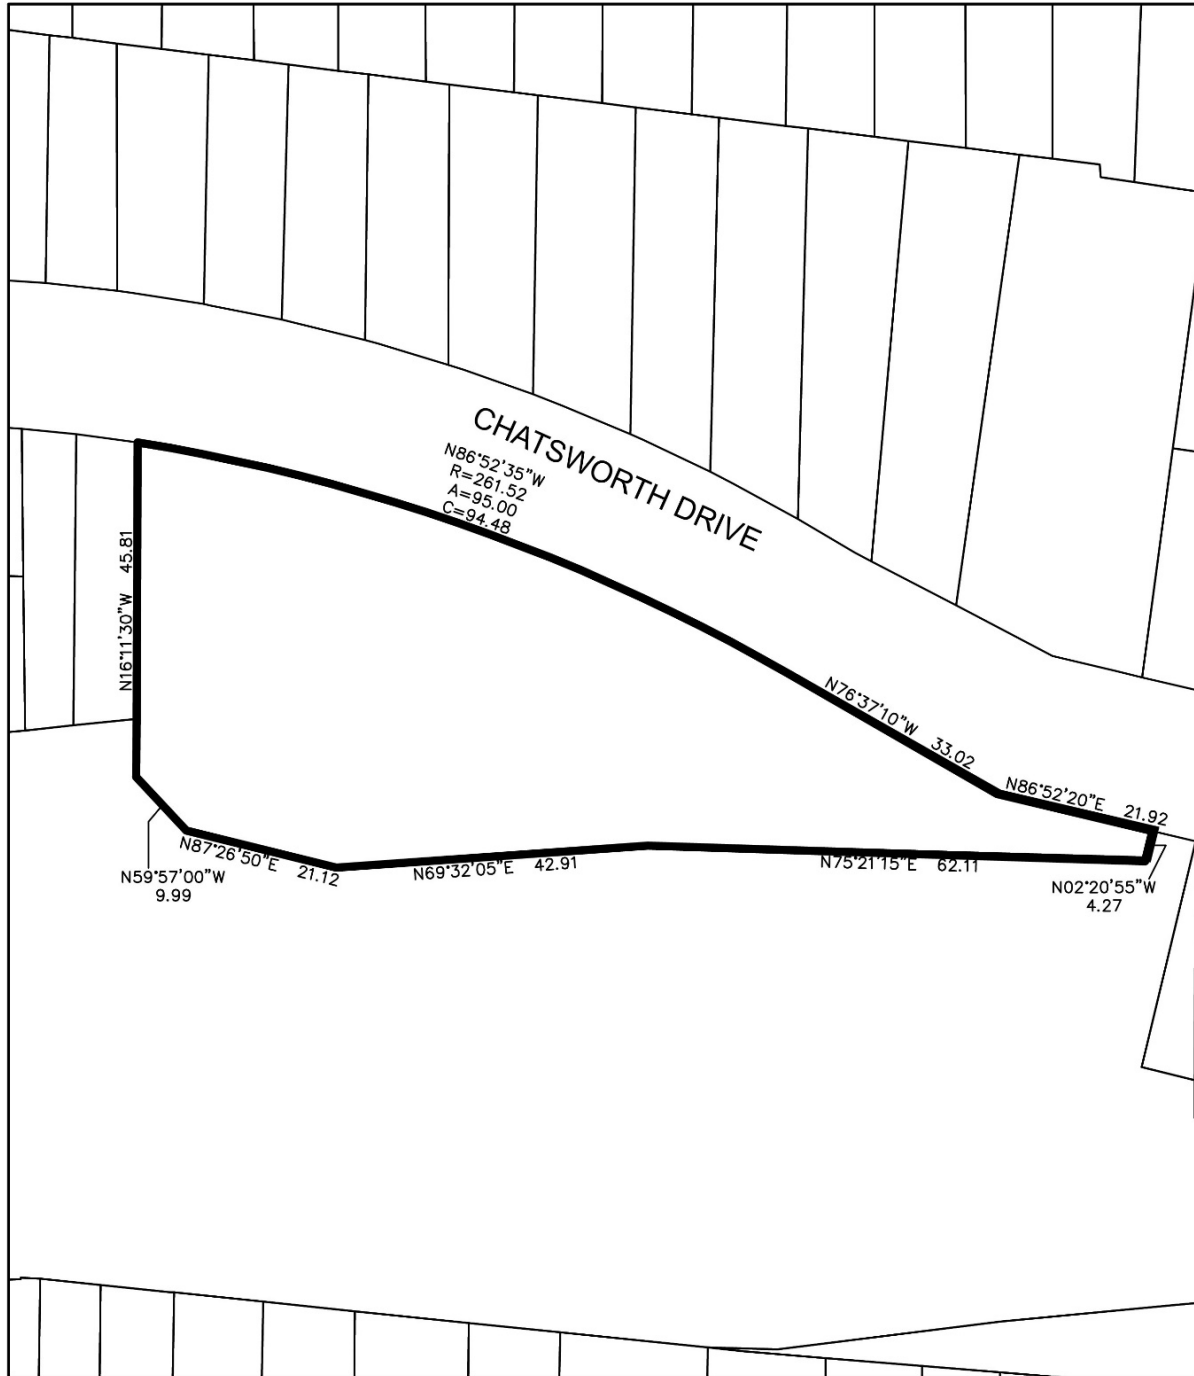 CHATSWORTH DRIVE
N86°52'35"W
R=261.52
A=95.00
C=94.48
N16°11'30"W 45.81
N76°37'10"W 33.02
N86°52'20"E 21.92
N87°26'50"E 21.12
N69°32'05"E 42.91
N75°21'15"E 62.11
N59°57'00"W
9.99
N02°20'55"W
4.27